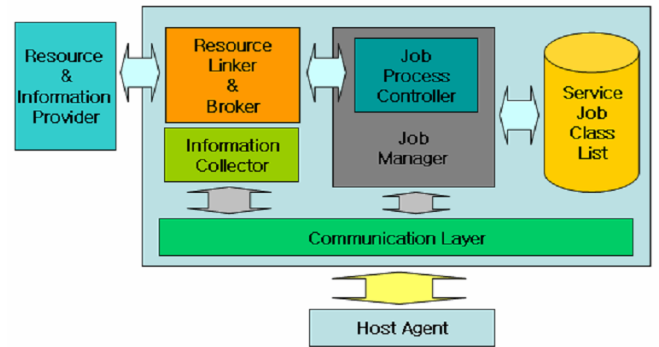 Resource
&
Information
Provider
Resource
Linker
&
Broker
Information
Collector
Job
Process
Controller
Job
Manager
Service
Job
Class
List
Communication Layer
Host Agent